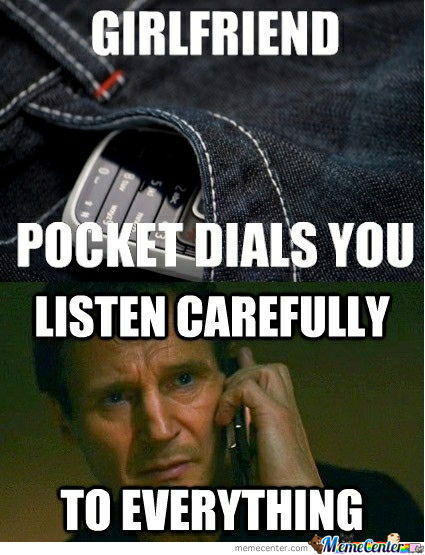 GIRLFRIEND
POCKET DIALS YOU
LISTEN CAREFULLY
TO EVERYTHING
memecenter.com MemeCenter